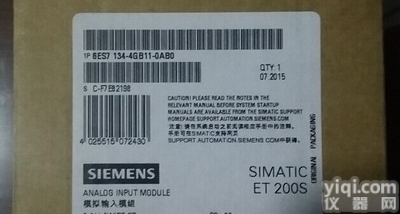 1P 6ES7 134-4GB11-0AB0
QTY: 1
07.2015
S C-F7E82198
CAUTION! PLEASE READ THE NOTES IN THE
RELEVANT MANUAL BEFORE SYSTEM STARTUP
MANUALS ARE AVAILABLE FROM THE SIMATIC SUPPORT
HOMEPAGE SUPPORT.AUTOMATION.SIEMENS.COM
SUPPORT.AUTOMATION.SIEMENS.COM
4 025515 072430
ORIGINAL PACKAGING
SIEMENS
SIMATIC
ET 200S
ANALOG INPUT MODULE
模拟输入模组
yiqi.com
仪器网